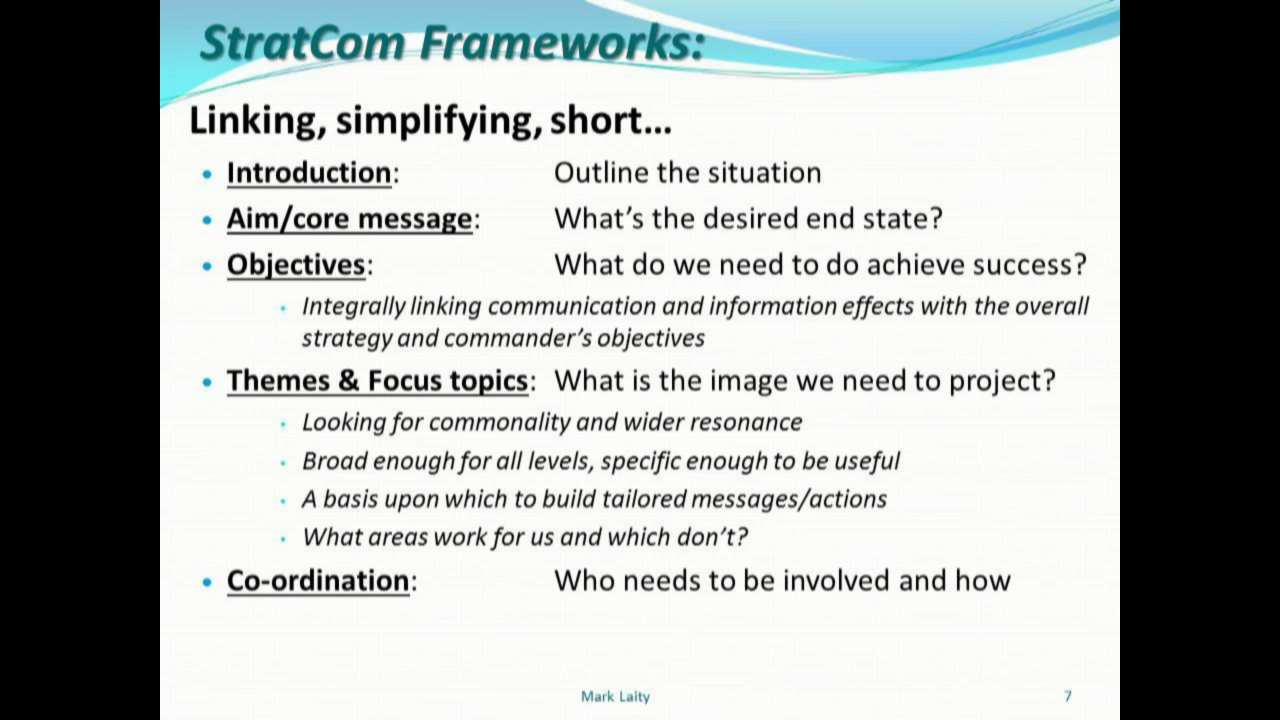 StratCom Frameworks:
Linking, simplifying, short...
• Introduction: Outline the situation
• Aim/core message: What's the desired end state?
• Objectives: What do we need to do achieve success?
· Integrally linking communication and information effects with the overall
strategy and commander's objectives
• Themes & Focus topics: What is the image we need to project?
· Looking for commonality and wider resonance
· Broad enough for all levels, specific enough to be useful
· A basis upon which to build tailored messages/actions
· What areas work for us and which don't?
• Co-ordination: Who needs to be involved and how
Mark Laity 7